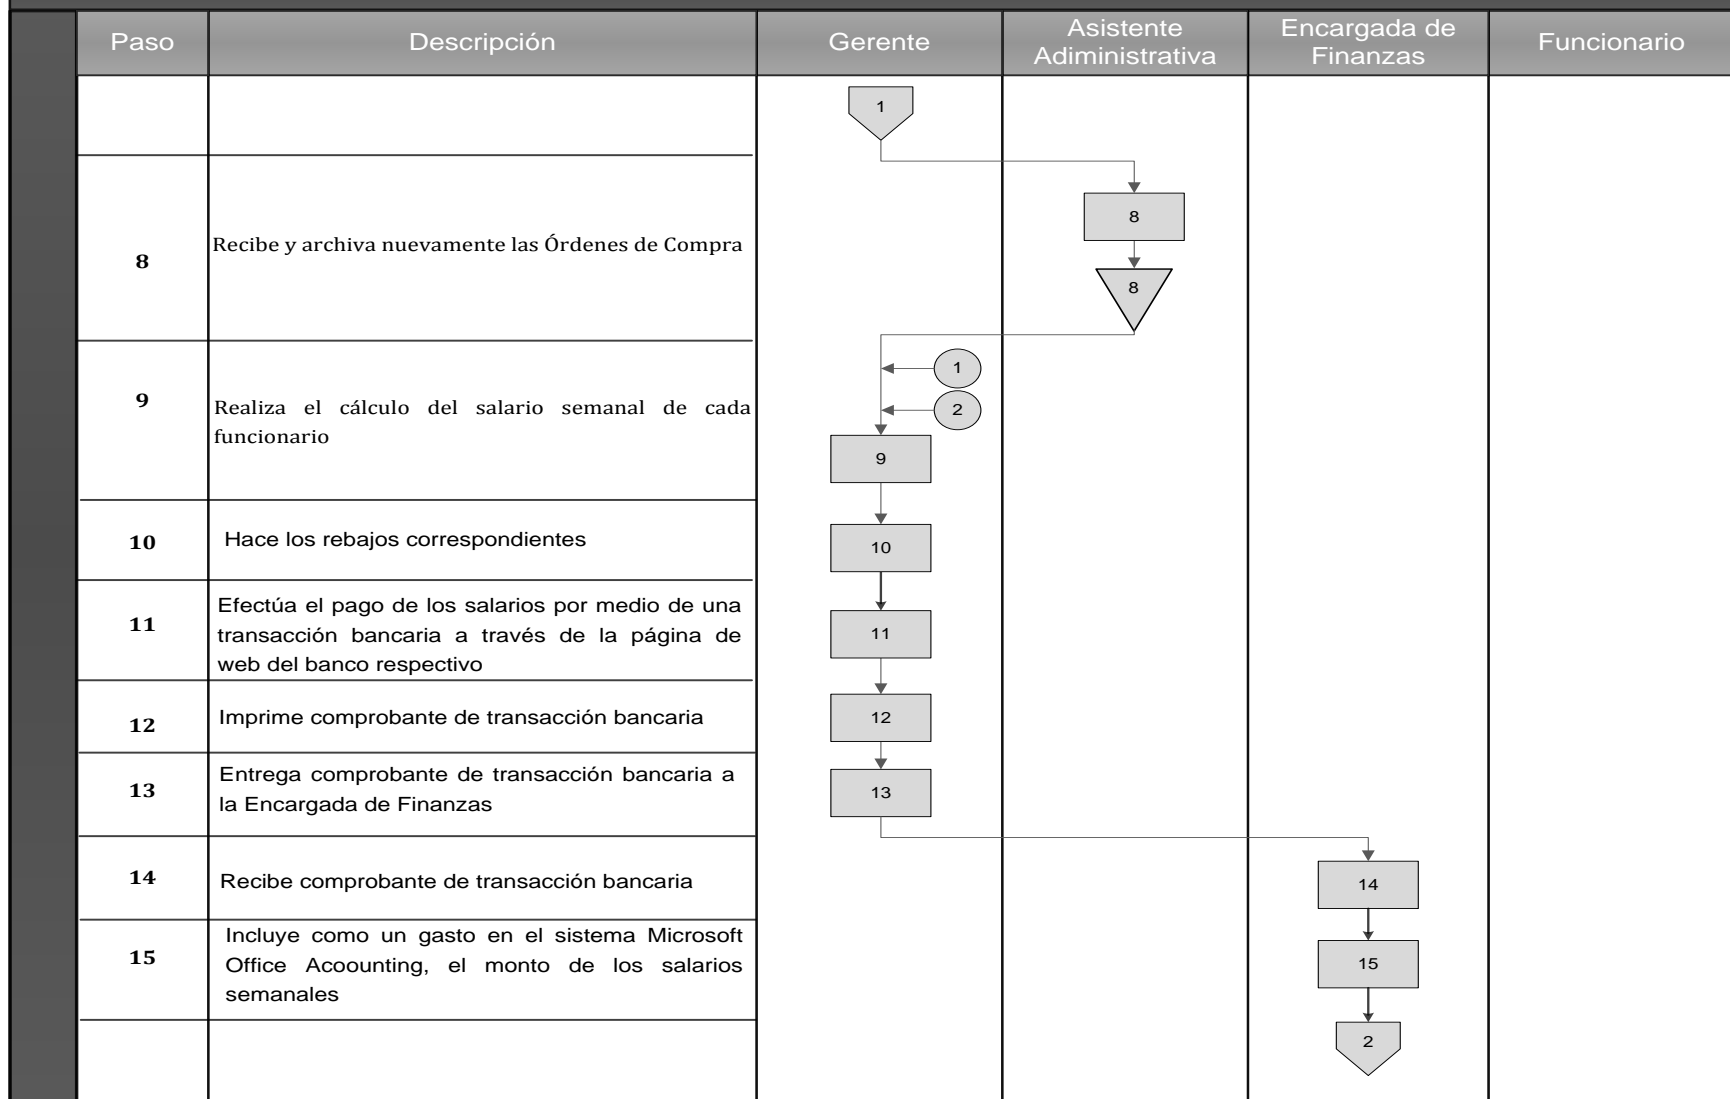 Paso
Descripción
Gerente
Asistente
Adiministrativa
Encargada de
Finanzas
Funcionario
1
8
Recibe y archiva nuevamente las Órdenes de Compra
8
8
9
Realiza el cálculo del salario semanal de cada
funcionario
1
2
9
10
Hace los rebajos correspondientes
10
11
Efectúa el pago de los salarios por medio de una
transacción bancaria a través de la página de
web del banco respectivo
11
12
Imprime comprobante de transacción bancaria
12
13
Entrega comprobante de transacción bancaria a
la Encargada de Finanzas
13
14
Recibe comprobante de transacción bancaria
14
15
Incluye como un gasto en el sistema Microsoft
Office Acoounting, el monto de los salarios
semanales
15
2